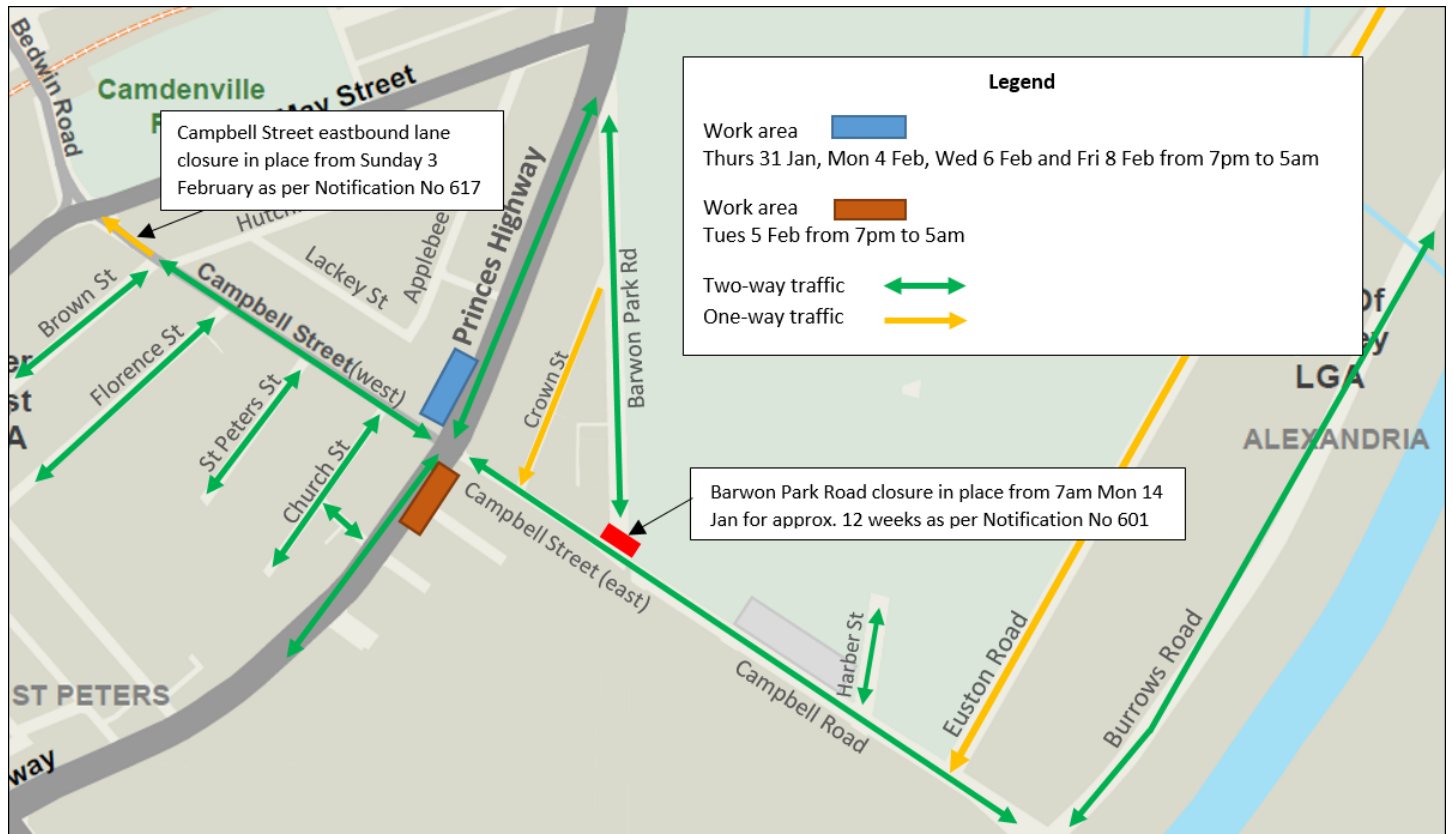 Bedwin Road
Camdenville
May Street
Campbell Street eastbound lane
closure in place from Sunday 3
February as per Notification No 617
Lackey St
Applebee
Princes Highway
Brown St
Florence St
St Peters St
Church St
Campbell Street (west)
Crown St
Barwon Park Rd
Legend
Work area
Thurs 31 Jan, Mon 4 Feb, Wed 6 Feb and Fri 8 Feb from 7pm to 5am
Work area
Tues 5 Feb from 7pm to 5am
Two-way traffic
One-way traffic
LGA
ALEXANDRIA
Barwon Park Road closure in place from 7am Mon 14
Jan for approx. 12 weeks as per Notification No 601
Campbell Street (east)
Harber St
Campbell Road
Euston Road
Burrows Road
ST PETERS
way